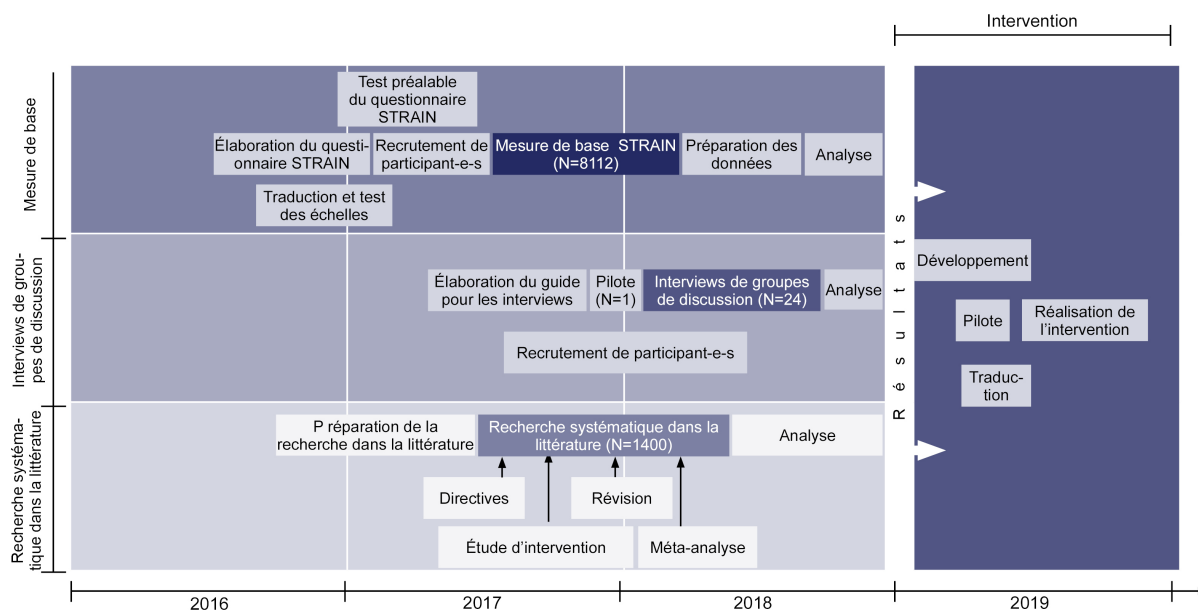 Intervention
Mesure de base
Test préalable
du questionnaire
STRAIN
Élaboration du questi-
onnaire STRAIN
Recrutement de
participant-e-s
Mesure de base STRAIN
(N=8112)
Préparation des
données
Analyse
Traduction et test
des échelles
Interviews de grou-
pes de discussion
Élaboration du guide
pour les interviews
Pilote
(N=1)
Interviews de groupes
de discussion (N=24)
Analyse
Recrutement de participant-e-s
Recherche systéma-
tique dans la littérature
P réparation de la
recherche dans la littérature
Recherche systématique dans la
littérature (N=1400)
Analyse
Directives
Révision
Étude d'intervention
Méta-analyse
Résultats
Développement
Pilote
Réalisation de
l'intervention
Traduc-
tion
2016
2017
2018
2019